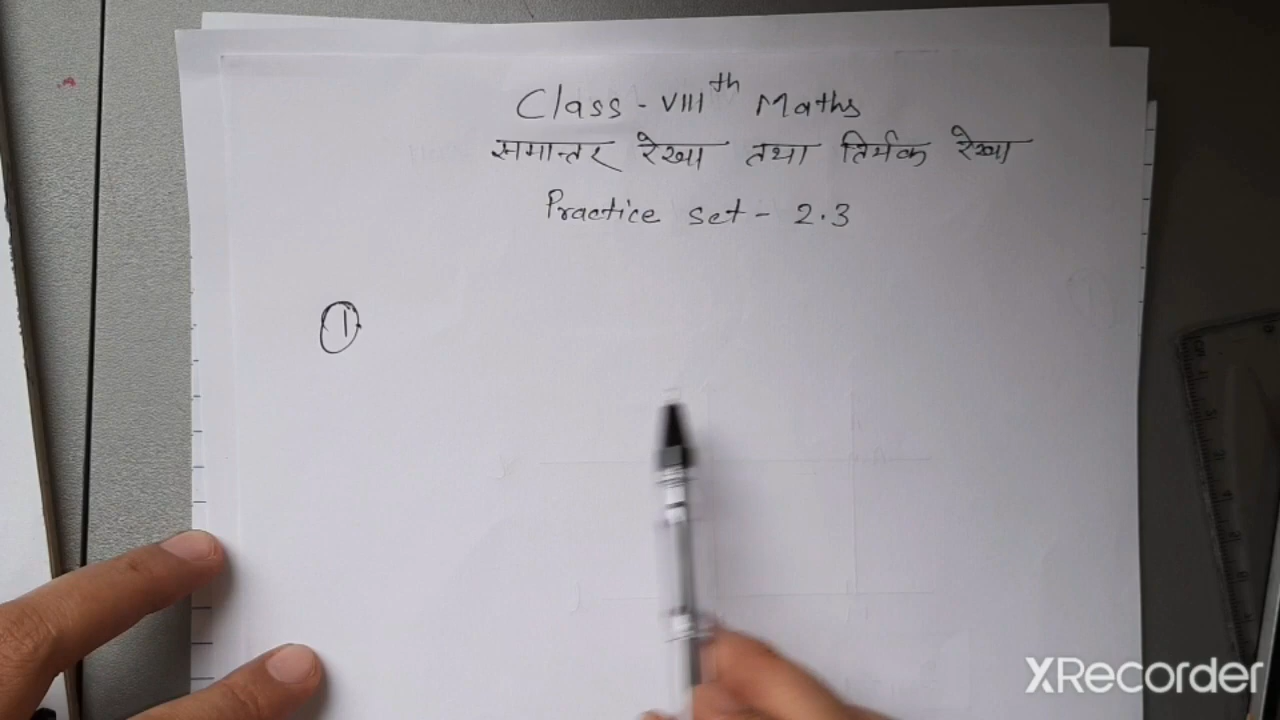 Class - VIIIth Maths
समान्तर रेखा तथा तिर्यक रेखा
Practice set - 2.3
1
XRecorder